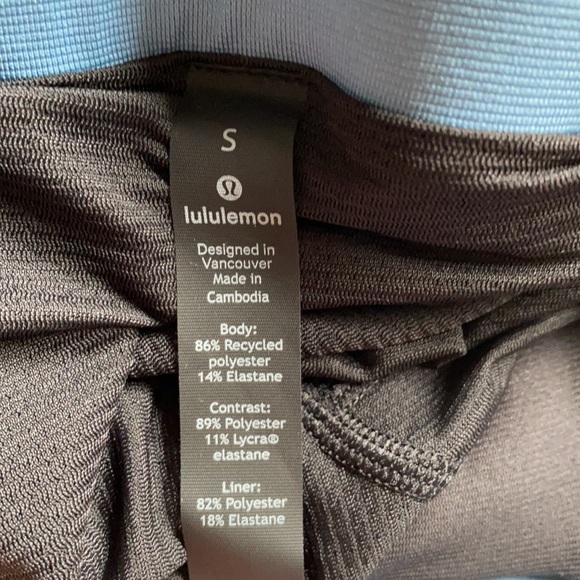 S
lululemon
Designed in
Vancouver
Made in
Cambodia
Body:
86% Recycled
polyester
14% Elastane
Contrast:
89% Polyester
11% Lycra®
elastane
Liner:
82% Polyester
18% Elastane